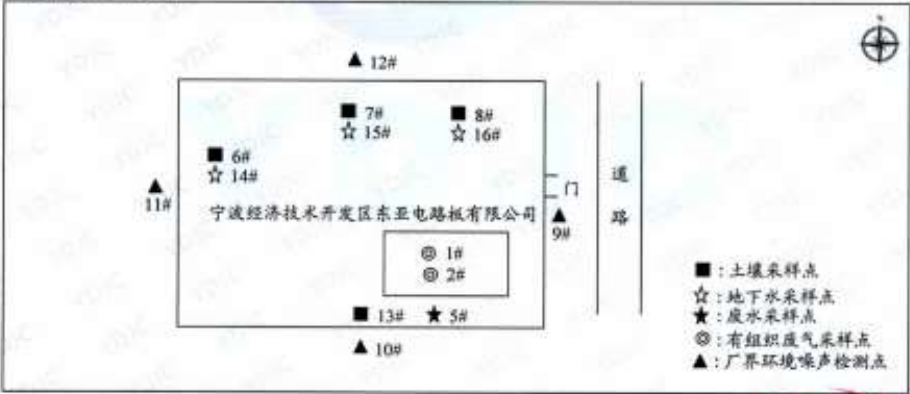 12#
7#
15#
8#
16#
6#
14#
11#
门
道路
宁波经济技术开发区东亚电路板有限公司
9#
1#
2#
13#
5#
10#
■：土壤采样点
☆：地下水采样点
★：废水采样点
◎：有组织废气采样点
▲：厂界环境噪声检测点